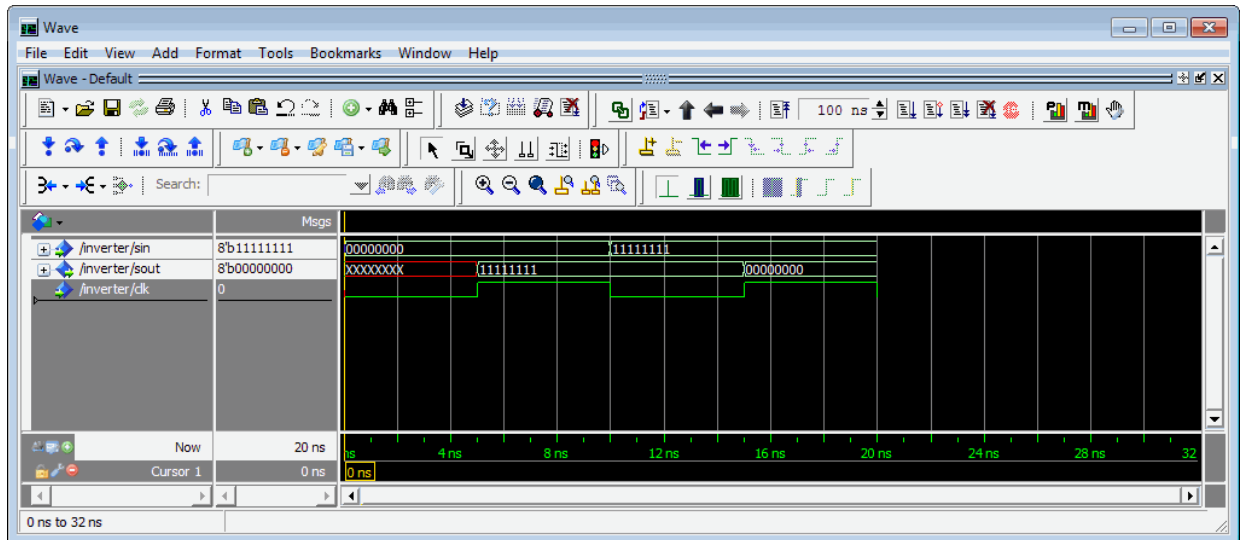 Wave
File Edit View Add Format Tools Bookmarks Window Help
Wave - Default
100 ns
Search:
Msgs
/inverter/sin 8'b11111111 00000000 11111111
/inverter/sout 8'b00000000 XXXXXXXX 11111111 00000000
/inverter/clk 0
Now 20 ns ns 4 ns 8 ns 12 ns 16 ns 20 ns 24 ns 28 ns 32
Cursor 1 0 ns 0 ns
0 ns to 32 ns